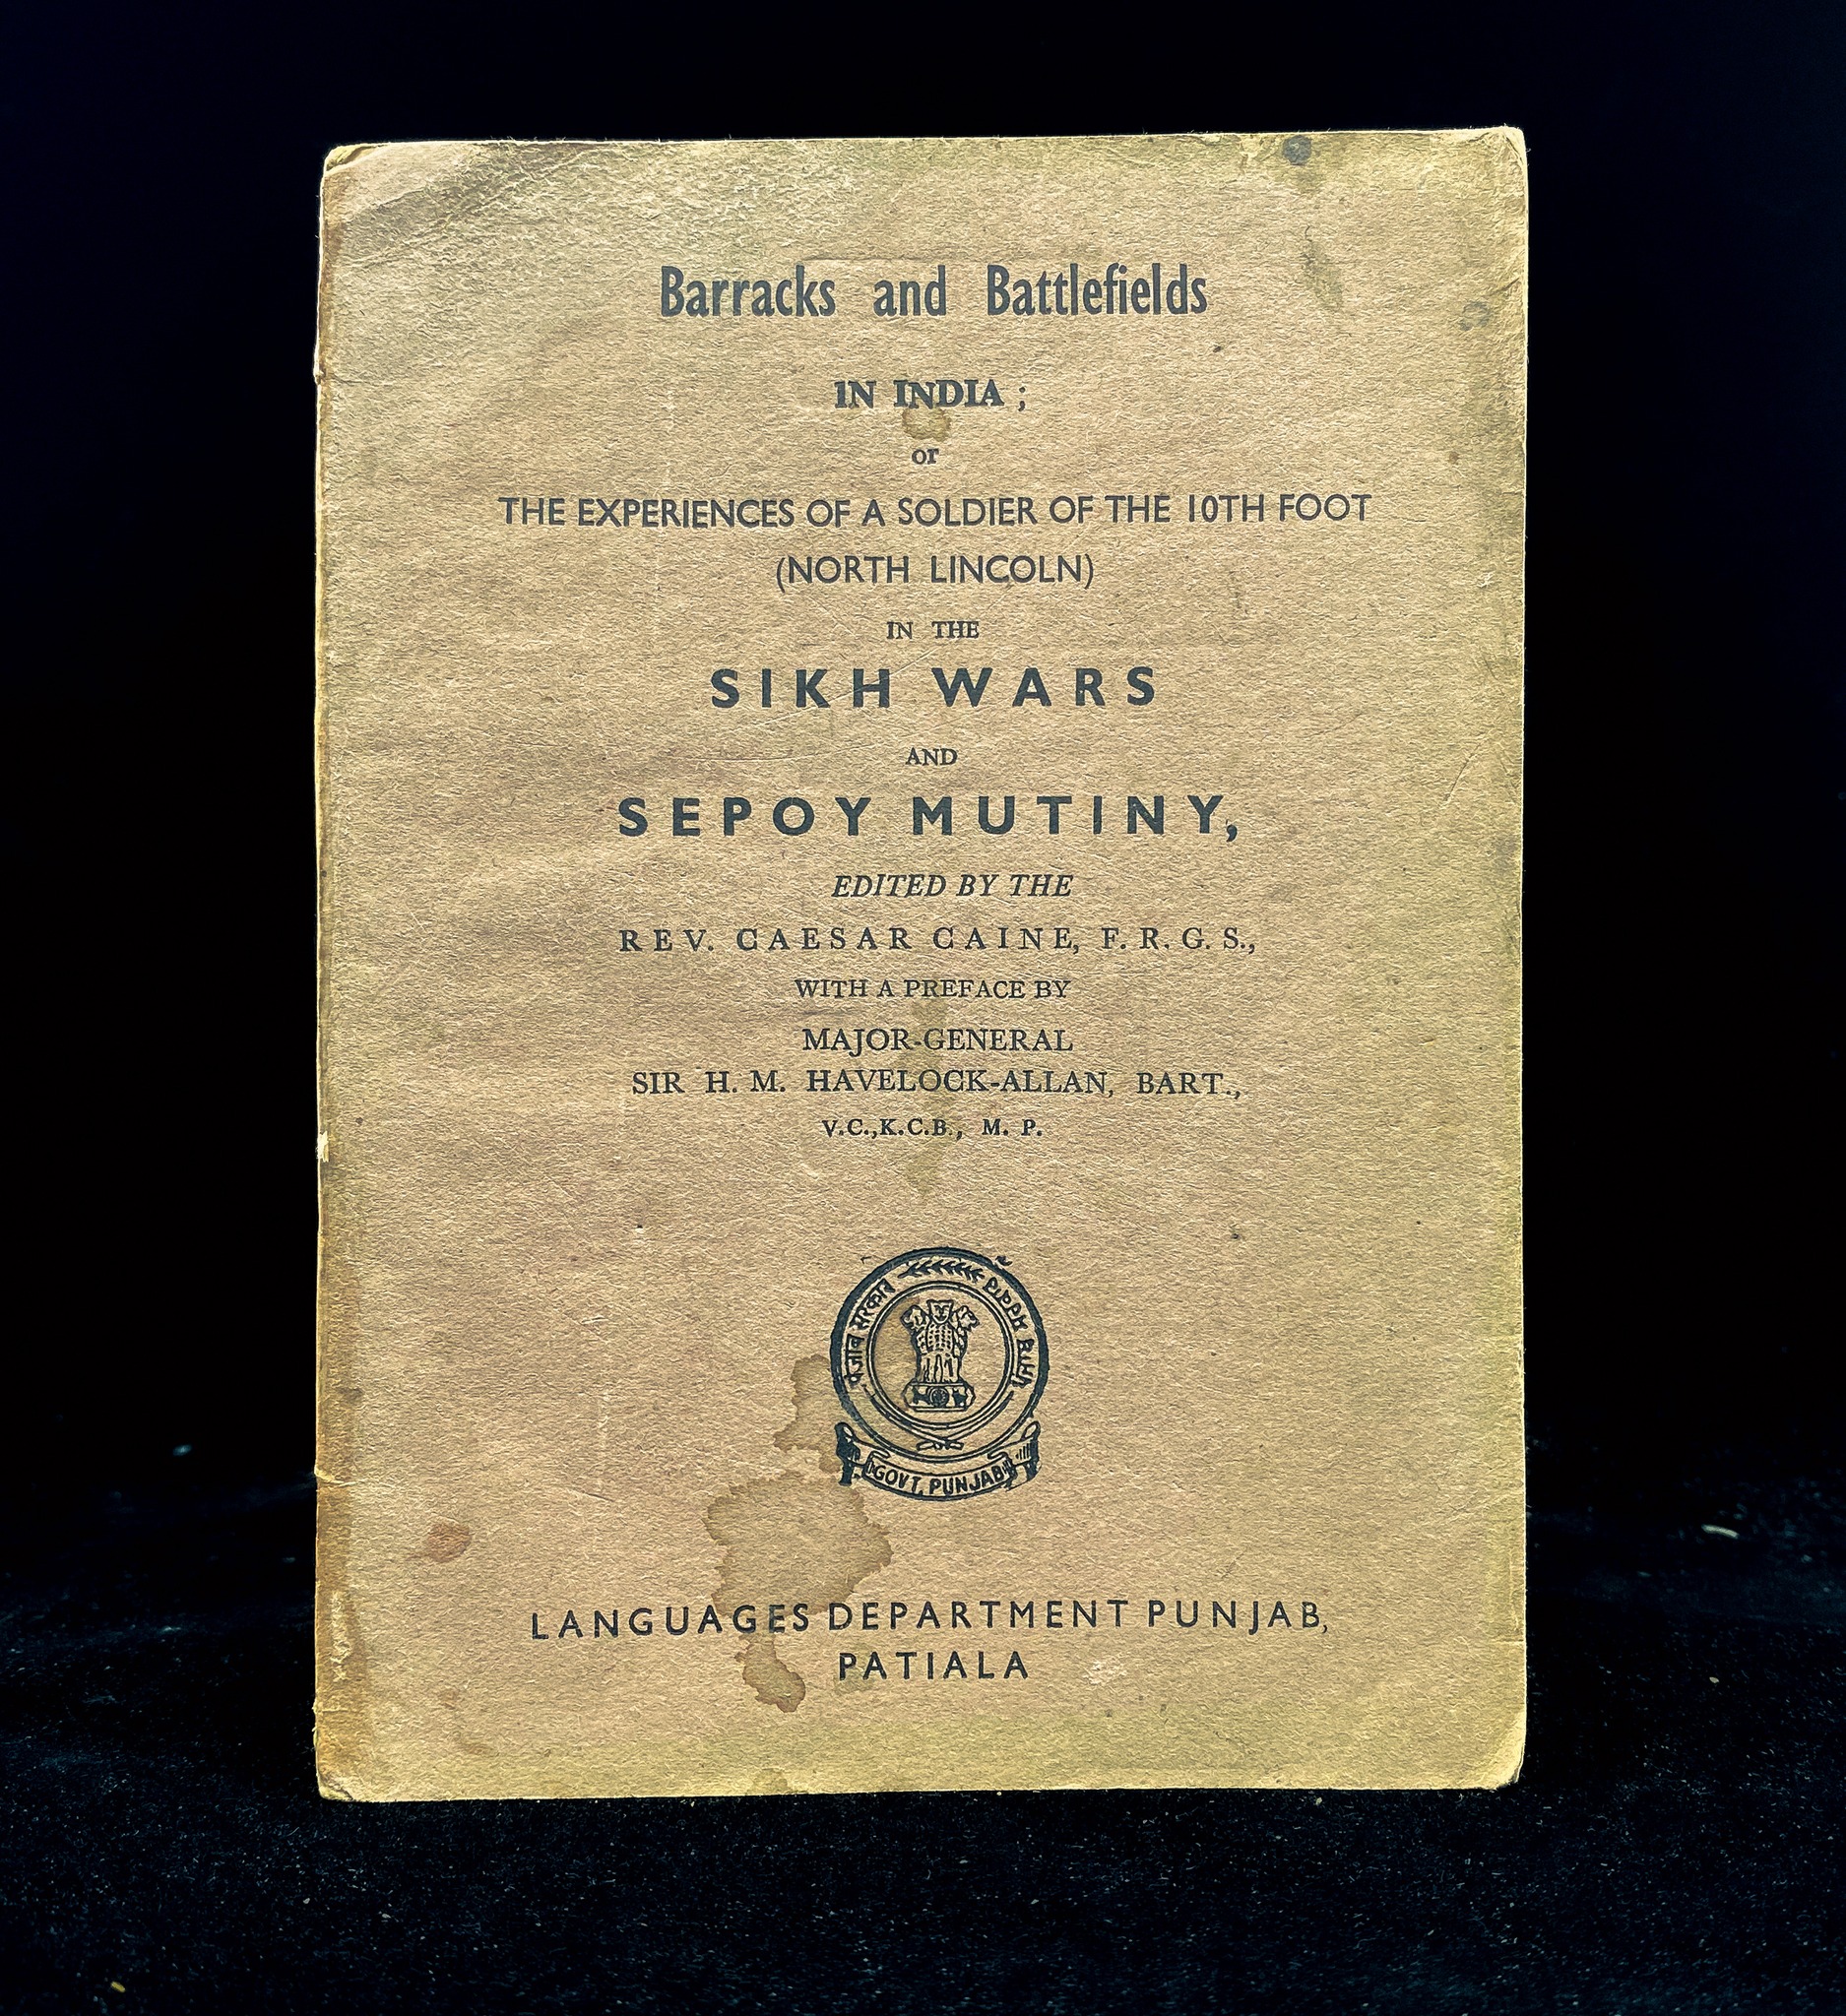 Barracks and Battlefields
IN INDIA ;
or
THE EXPERIENCES OF A SOLDIER OF THE 10TH FOOT
(NORTH LINCOLN)
IN THE
SIKH WARS
AND
SEPOY MUTINY,
EDITED BY THE
REV. CAESAR CAINE, F. R. G. S.,
WITH A PREFACE BY
MAJOR-GENERAL
SIR H. M. HAVELOCK-ALLAN, BART.,
V.C.,K.C.B., M. P.
पंजाब सरकार
GOVT. PUNJAB
LANGUAGES DEPARTMENT PUNJAB,
PATIALA